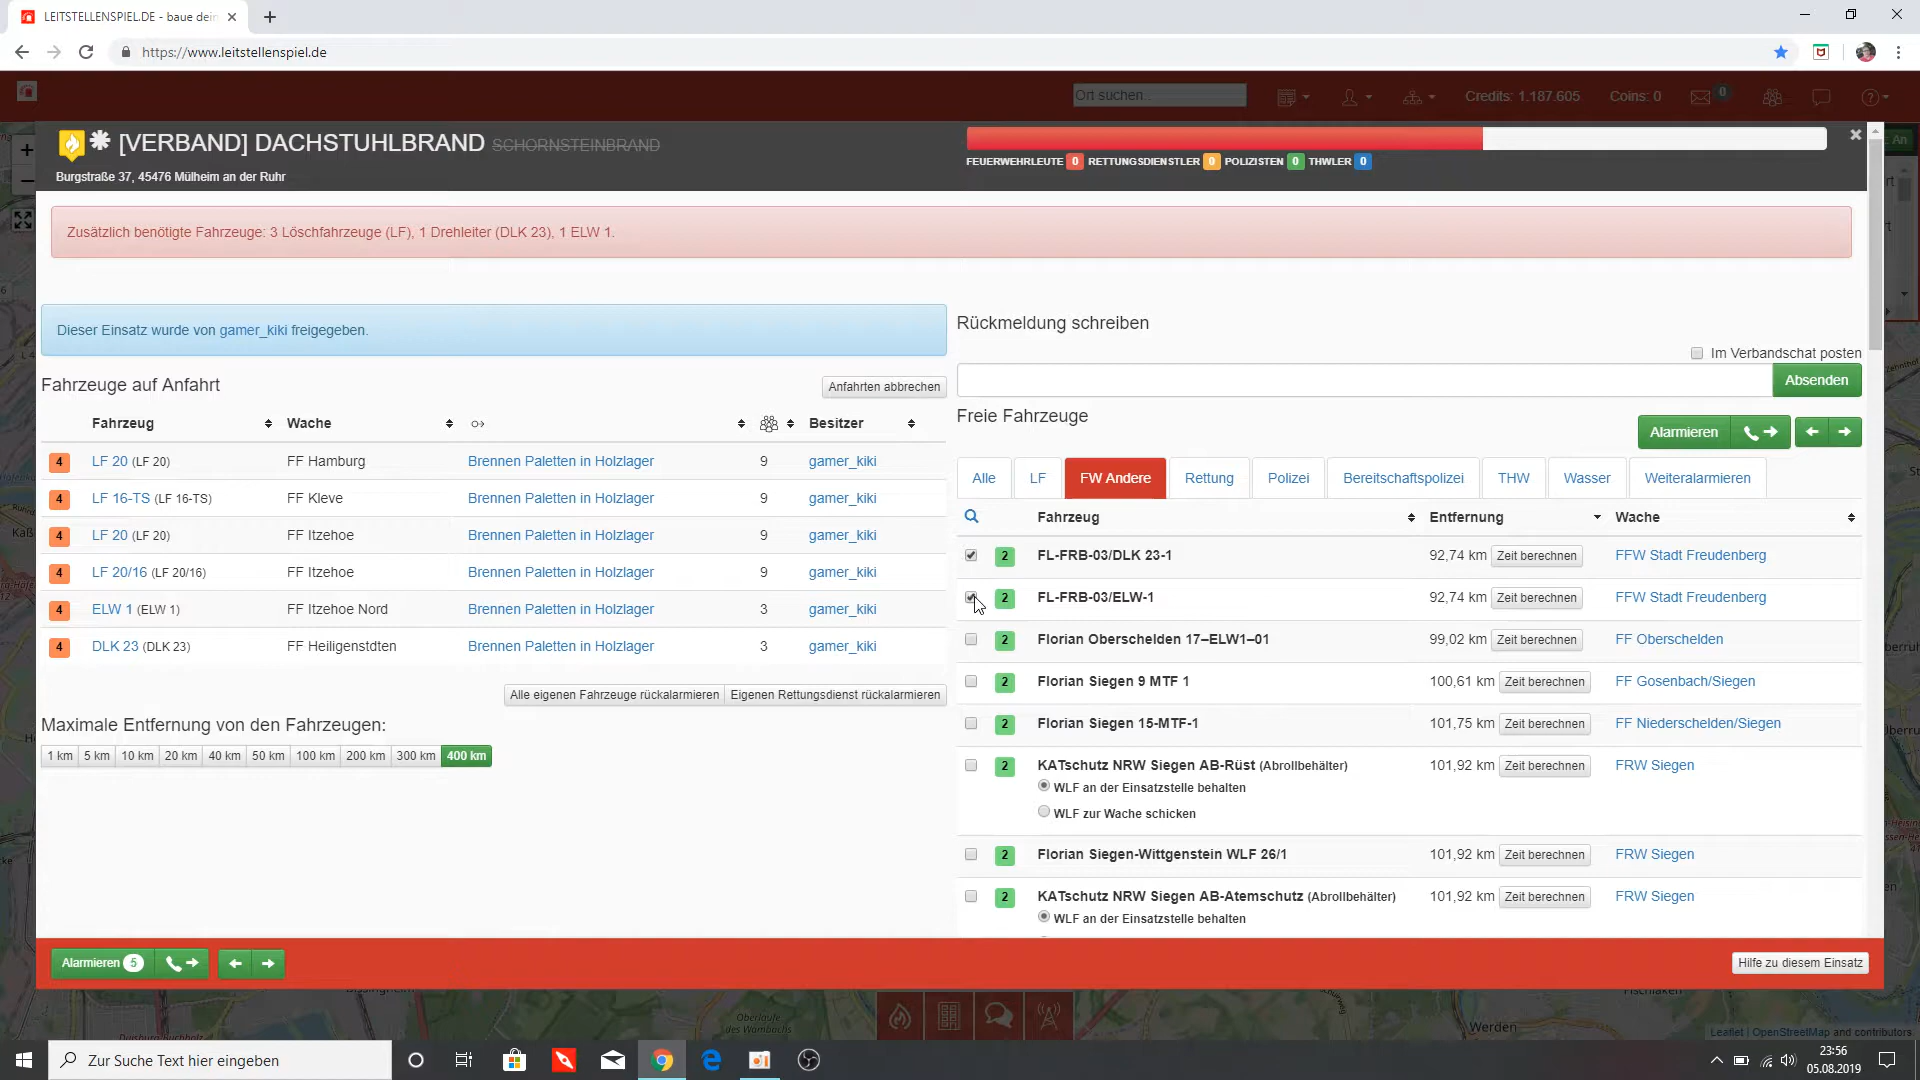 LEITSTELLENSPIEL.DE - baue dein
https://www.leitstellenspiel.de
Ort suchen..
Credits: 1.187.605
Coins: 0
0
[VERBAND] DACHSTUHLBRAND SCHORNSTEINBRAND
Burgstraße 37, 45476 Mülheim an der Ruhr
FEUERWEHRLEUTE 0 RETTUNGSDIENSTLER 0 POLIZISTEN 0 THWLER 0
Zusätzlich benötigte Fahrzeuge: 3 Löschfahrzeuge (LF), 1 Drehleiter (DLK 23), 1 ELW 1.
Dieser Einsatz wurde von gamer_kiki freigegeben.
Fahrzeuge auf Anfahrt
Anfahrten abbrechen
Fahrzeug Wache Besitzer
4 LF 20 (LF 20) FF Hamburg Brennen Paletten in Holzlager 9 gamer_kiki
4 LF 16-TS (LF 16-TS) FF Kleve Brennen Paletten in Holzlager 9 gamer_kiki
4 LF 20 (LF 20) FF Itzehoe Brennen Paletten in Holzlager 9 gamer_kiki
4 LF 20/16 (LF 20/16) FF Itzehoe Brennen Paletten in Holzlager 9 gamer_kiki
4 ELW 1 (ELW 1) FF Itzehoe Nord Brennen Paletten in Holzlager 3 gamer_kiki
4 DLK 23 (DLK 23) FF Heiligenstdten Brennen Paletten in Holzlager 3 gamer_kiki
Alle eigenen Fahrzeuge rückalarmieren Eigenen Rettungsdienst rückalarmieren
Maximale Entfernung von den Fahrzeugen:
1 km 5 km 10 km 20 km 40 km 50 km 100 km 200 km 300 km 400 km
Rückmeldung schreiben
Im Verbandschat posten
Absenden
Freie Fahrzeuge
Alarmieren
Alle LF FW Andere Rettung Polizei Bereitschaftspolizei THW Wasser Weiteralarmieren
Fahrzeug Entfernung Wache
2 FL-FRB-03/DLK 23-1 92,74 km Zeit berechnen FFW Stadt Freudenberg
2 FL-FRB-03/ELW-1 92,74 km Zeit berechnen FFW Stadt Freudenberg
2 Florian Oberschelden 17–ELW1–01 99,02 km Zeit berechnen FF Oberschelden
2 Florian Siegen 9 MTF 1 100,61 km Zeit berechnen FF Gosenbach/Siegen
2 Florian Siegen 15-MTF-1 101,75 km Zeit berechnen FF Niederschelden/Siegen
2 KATschutz NRW Siegen AB-Rüst (Abrollbehälter) 101,92 km Zeit berechnen FRW Siegen
WLF an der Einsatzstelle behalten
WLF zur Wache schicken
2 Florian Siegen-Wittgenstein WLF 26/1 101,92 km Zeit berechnen FRW Siegen
2 KATschutz NRW Siegen AB-Atemschutz (Abrollbehälter) 101,92 km Zeit berechnen FRW Siegen
WLF an der Einsatzstelle behalten
Alarmieren 5
Hilfe zu diesem Einsatz
Oberlaufe
des Wambachs
Werden
Leaflet | OpenStreetMap and contributors
Zur Suche Text hier eingeben
23:56
05.08.2019